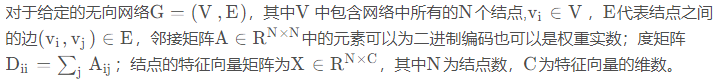 对于给定的无向网络G = (V, E)，其中V 中包含网络中所有的N个结点,vᵢ ∈ V ，E代表结点之间
的边(vᵢ, vⱼ) ∈ E，邻接矩阵A ∈ Rᴺˣᴺ中的元素可以为二进制编码也可以是权重实数；度矩阵
Dᵢᵢ = ∑ⱼ Aᵢⱼ；结点的特征向量矩阵为X ∈ Rᴺˣᶜ，其中N为结点数，C为特征向量的维数。